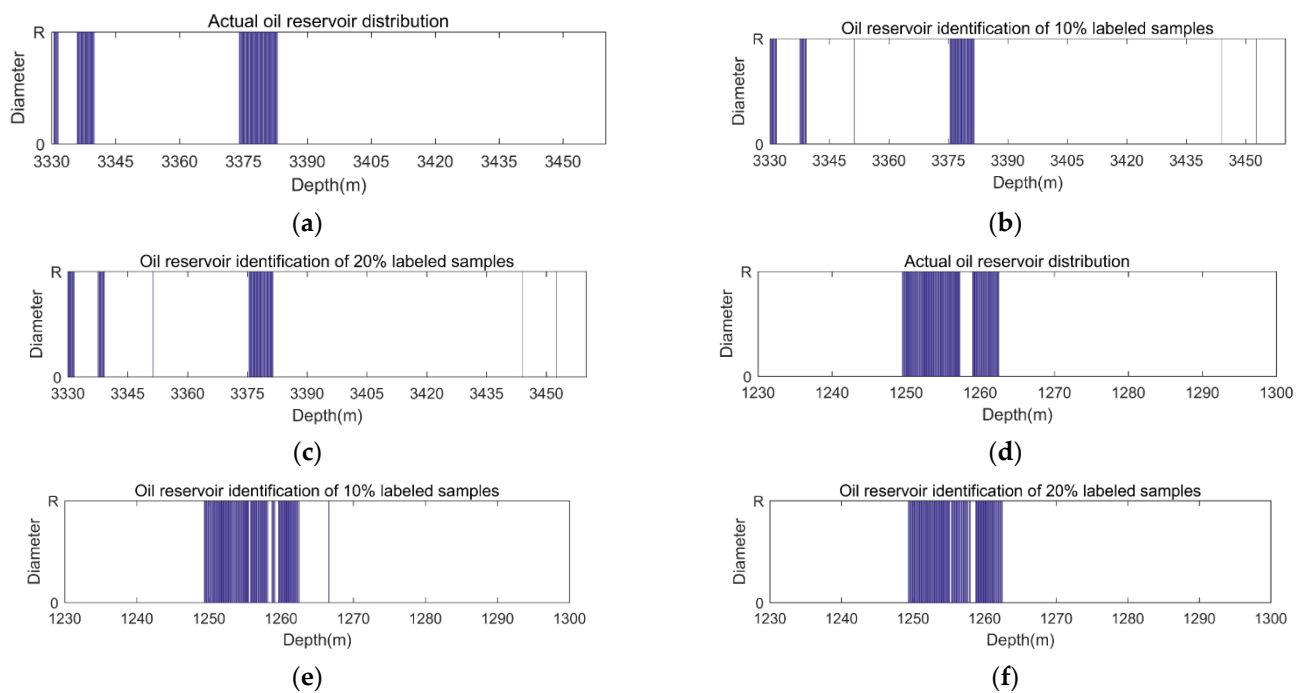 Actual oil reservoir distribution
R
Diameter
0
3330 3345 3360 3375 3390 3405 3420 3435 3450
Depth(m)
(a)
Oil reservoir identification of 10% labeled samples
R
Diameter
0
3330 3345 3360 3375 3390 3405 3420 3435 3450
Depth(m)
(b)
Oil reservoir identification of 20% labeled samples
R
Diameter
0
3330 3345 3360 3375 3390 3405 3420 3435 3450
Depth(m)
(c)
Actual oil reservoir distribution
R
Diameter
0
1230 1240 1250 1260 1270 1280 1290 1300
Depth(m)
(d)
Oil reservoir identification of 10% labeled samples
R
Diameter
0
1230 1240 1250 1260 1270 1280 1290 1300
Depth(m)
(e)
Oil reservoir identification of 20% labeled samples
R
Diameter
0
1230 1240 1250 1260 1270 1280 1290 1300
Depth(m)
(f)